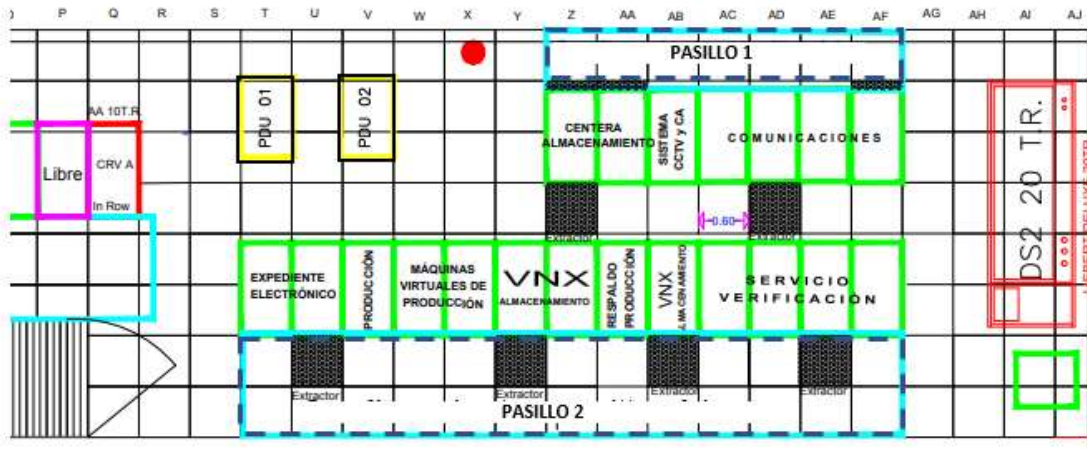 P Q R S T U V W X Y Z AA AB AC AD AE AF AG AH AI AJ
PASILLO 1
AA 10T.R.
Libre
CRV A
In Row
PDU 01
PDU 02
CENTERA
ALMACENAMIENTO
SISTEMA
CCTV y CA
COMUNICACIONES
DS2 20 T.R.
0.60
Extractor
Extractor
EXPEDIENTE
ELECTRÓNICO
PRODUCCIÓN
MÁQUINAS
VIRTUALES DE
PRODUCCIÓN
VNX
ALMACENAMIENTO
RESPALDO
PRODUCCIÓN
VNX
ALMACENAMIENTO
SERVICIO
VERIFICACIÓN
Extractor
Extractor
Extractor
Extractor
PASILLO 2